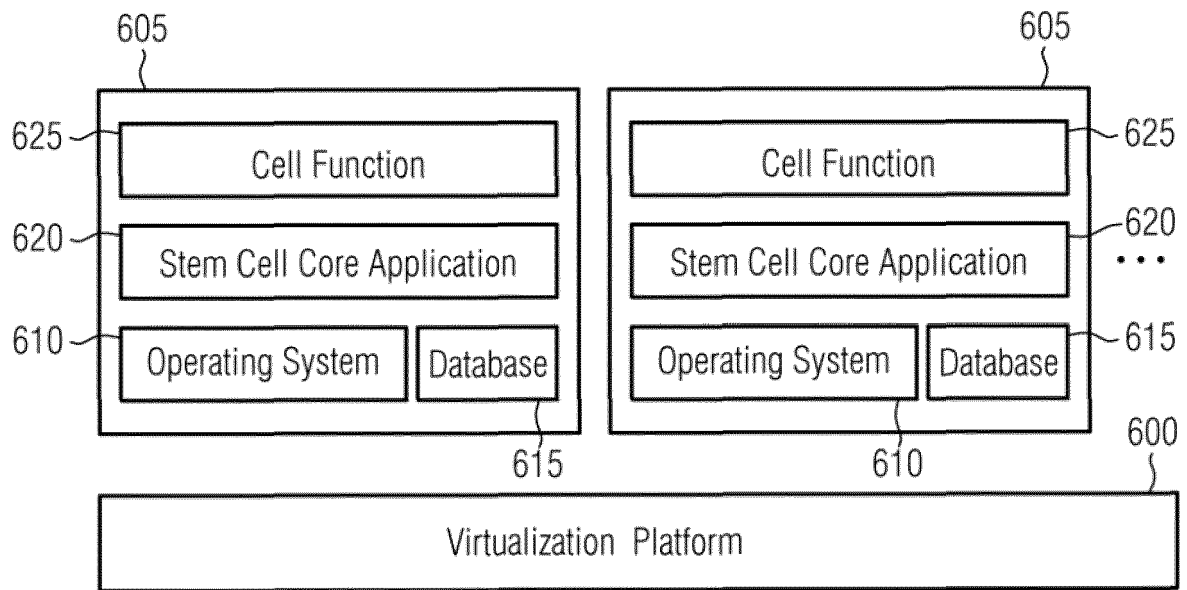 605 605
625 Cell Function Cell Function 625
620 Stem Cell Core Application Stem Cell Core Application 620
...
610 Operating System Database Operating System Database 615
615 610
600
Virtualization Platform